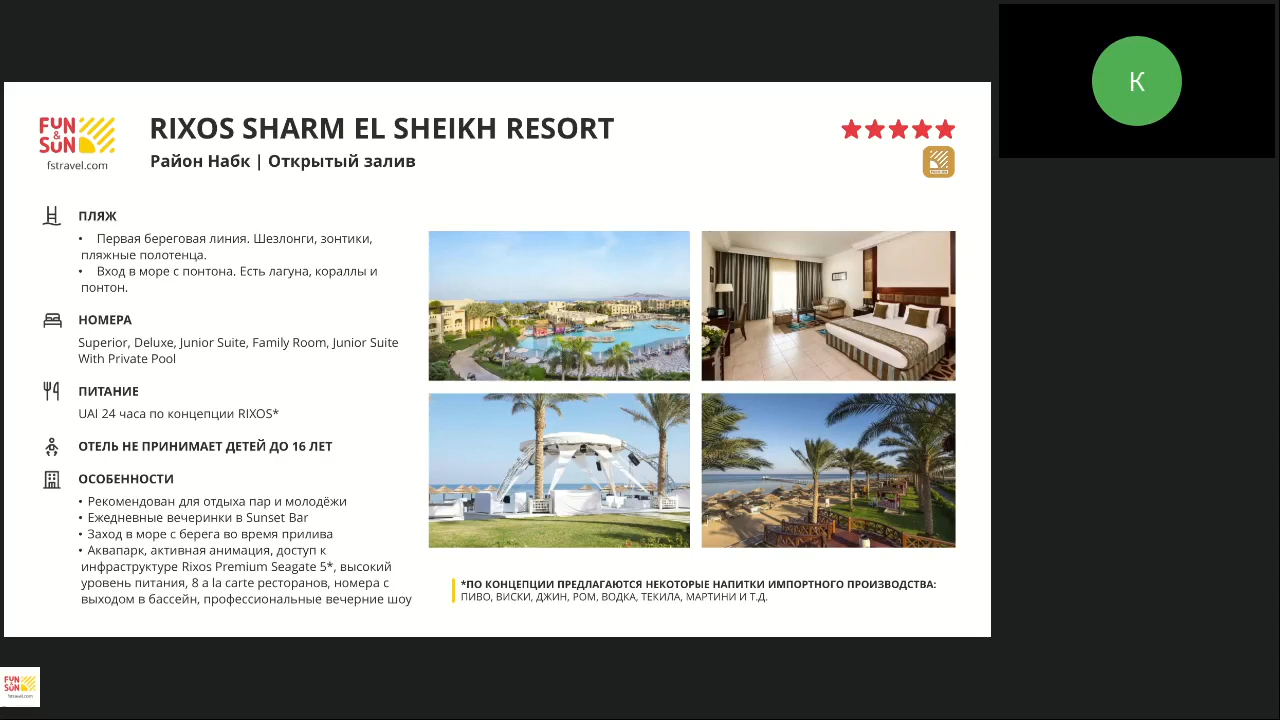 K
FUN
&
SUN
fstravel.com
RIXOS SHARM EL SHEIKH RESORT
Район Набк | Открытый залив
ПЛЯЖ
• Первая береговая линия. Шезлонги, зонтики,
пляжные полотенца.
• Вход в море с понтона. Есть лагуна, кораллы и
понтон.
НОМЕРА
Superior, Deluxe, Junior Suite, Family Room, Junior Suite
With Private Pool
ПИТАНИЕ
UAI 24 часа по концепции RIXOS*
ОТЕЛЬ НЕ ПРИНИМАЕТ ДЕТЕЙ ДО 16 ЛЕТ
ОСОБЕННОСТИ
• Рекомендован для отдыха пар и молодёжи
• Ежедневные вечеринки в Sunset Bar
• Заход в море с берега во время прилива
• Аквапарк, активная анимация, доступ к
инфраструктуре Rixos Premium Seagate 5*, высокий
уровень питания, 8 a la carte ресторанов, номера с
выходом в бассейн, профессиональные вечерние шоу
*ПО КОНЦЕПЦИИ ПРЕДЛАГАЮТСЯ НЕКОТОРЫЕ НАПИТКИ ИМПОРТНОГО ПРОИЗВОДСТВА:
ПИВО, ВИСКИ, ДЖИН, РОМ, ВОДКА, ТЕКИЛА, МАРТИНИ И Т.Д.
FUN
&
SUN
fstravel.com